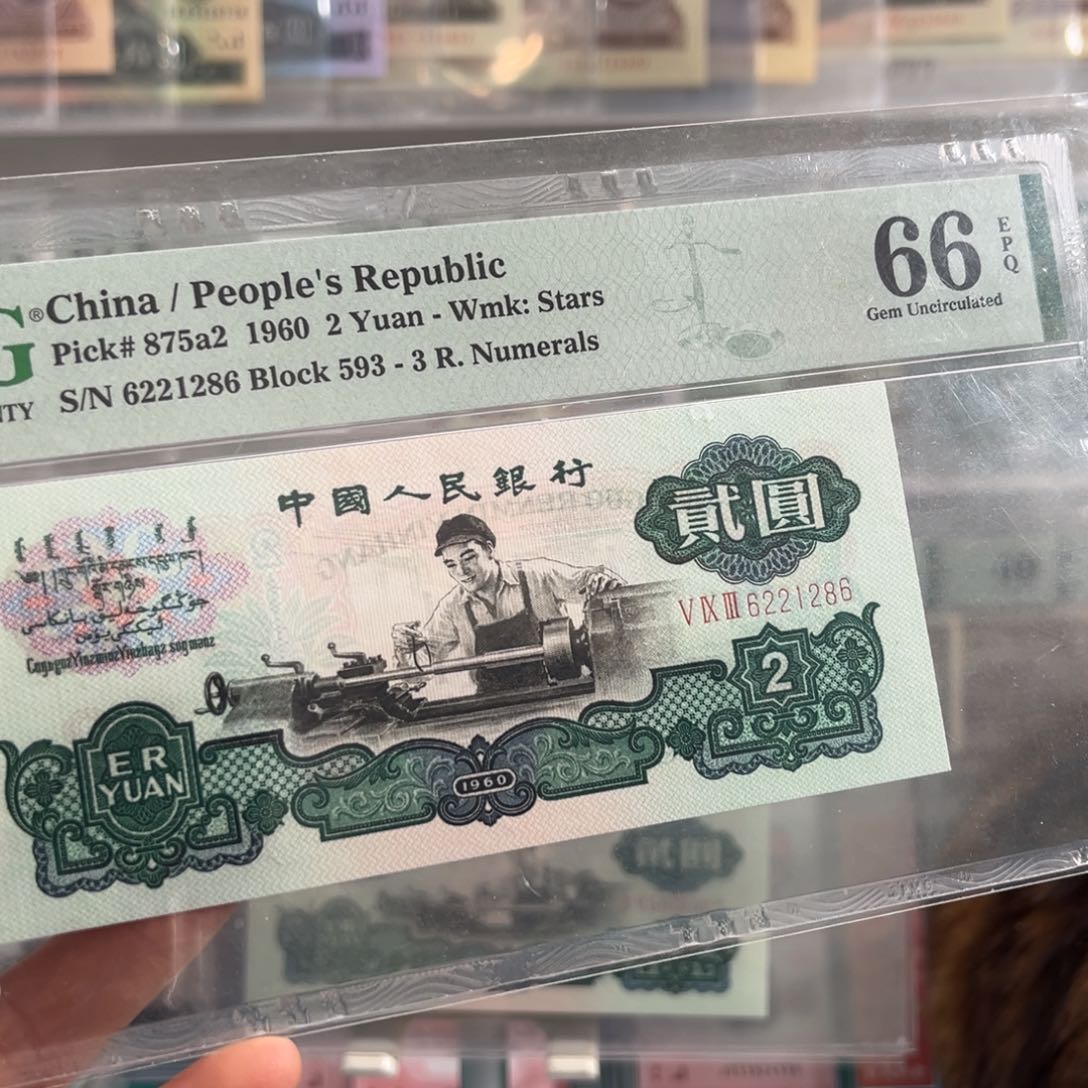 ®China / People's Republic
Pick# 875a2 1960 2 Yuan - Wmk: Stars
S/N 6221286 Block 593 - 3 R. Numerals
66
EPQ
Gem Uncirculated
中國人民銀行
貳圓
V IX III 6221286
2
ER
YUAN
1960